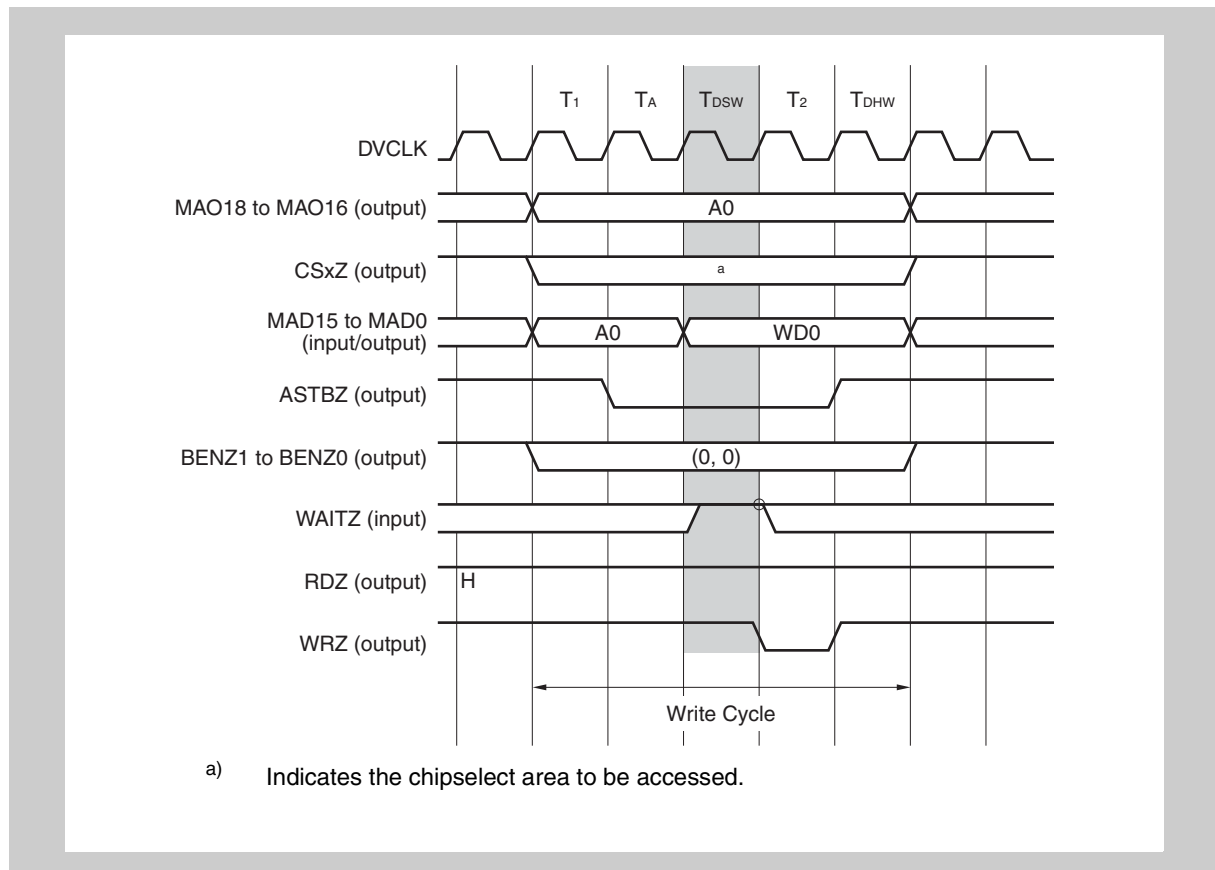 T1 TA TDSW T2 TDHW
DVCLK
MAO18 to MAO16 (output) A0
CSxZ (output) a
MAD15 to MAD0
(input/output) A0 WD0
ASTBZ (output)
BENZ1 to BENZ0 (output) (0, 0)
WAITZ (input)
RDZ (output) H
WRZ (output)
Write Cycle
a) Indicates the chipselect area to be accessed.